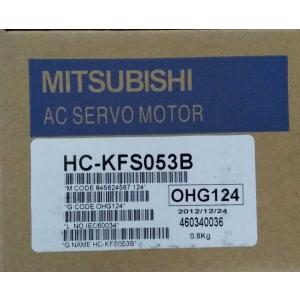 MITSUBISHI
AC SERVO MOTOR
HC-KFS053B
"M CODE 845624667 124"
"G CODE OHG124"
"L. NO IEC60034"
"G NAME HC-KFS053B"
OHG124
2012/12/24
460340036
0.8Kg